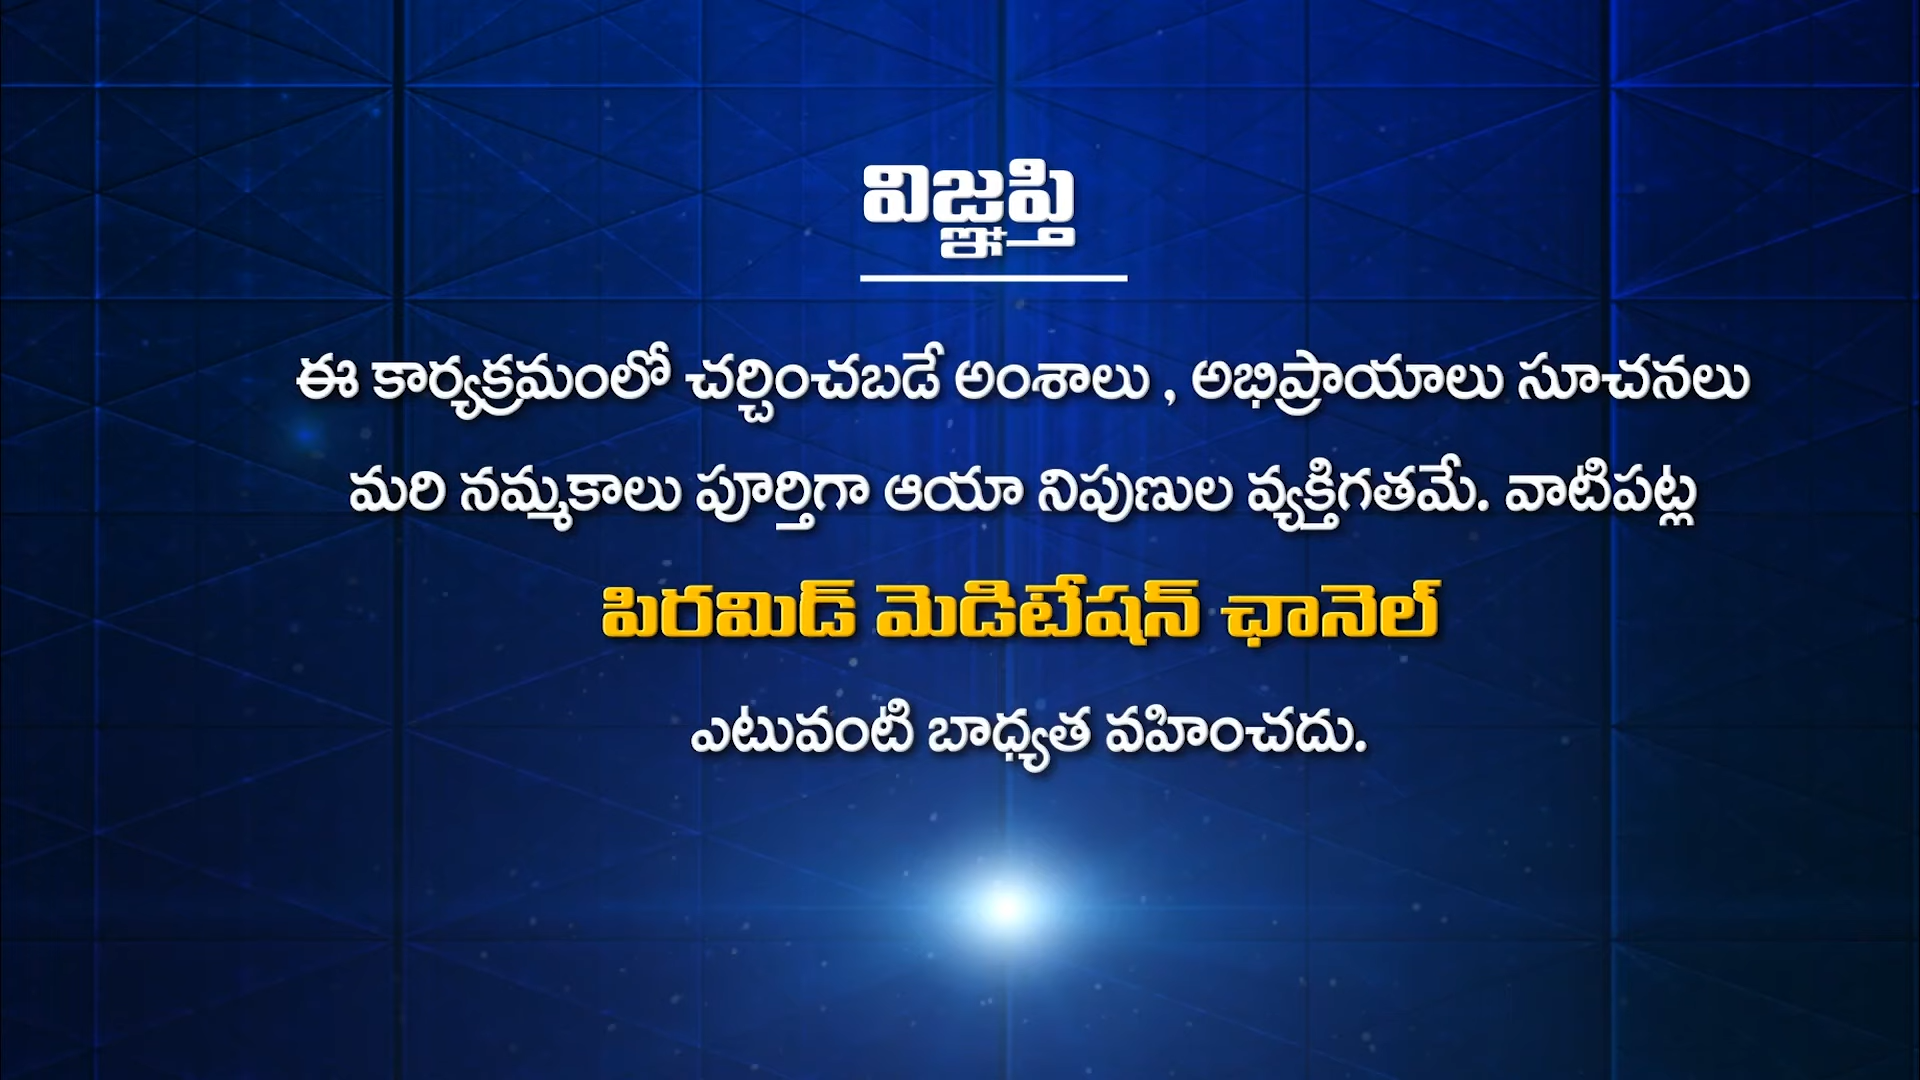 విజ్ఞప్తి
ఈ కార్యక్రమంలో చర్చించబడే అంశాలు , అభిప్రాయాలు సూచనలు
మరి నమ్మకాలు పూర్తిగా ఆయా నిపుణుల వ్యక్తిగతమే. వాటిపట్ల
పిరమిడ్ మెడిటేషన్ ఛానెల్
ఎటువంటి బాధ్యత వహించదు.